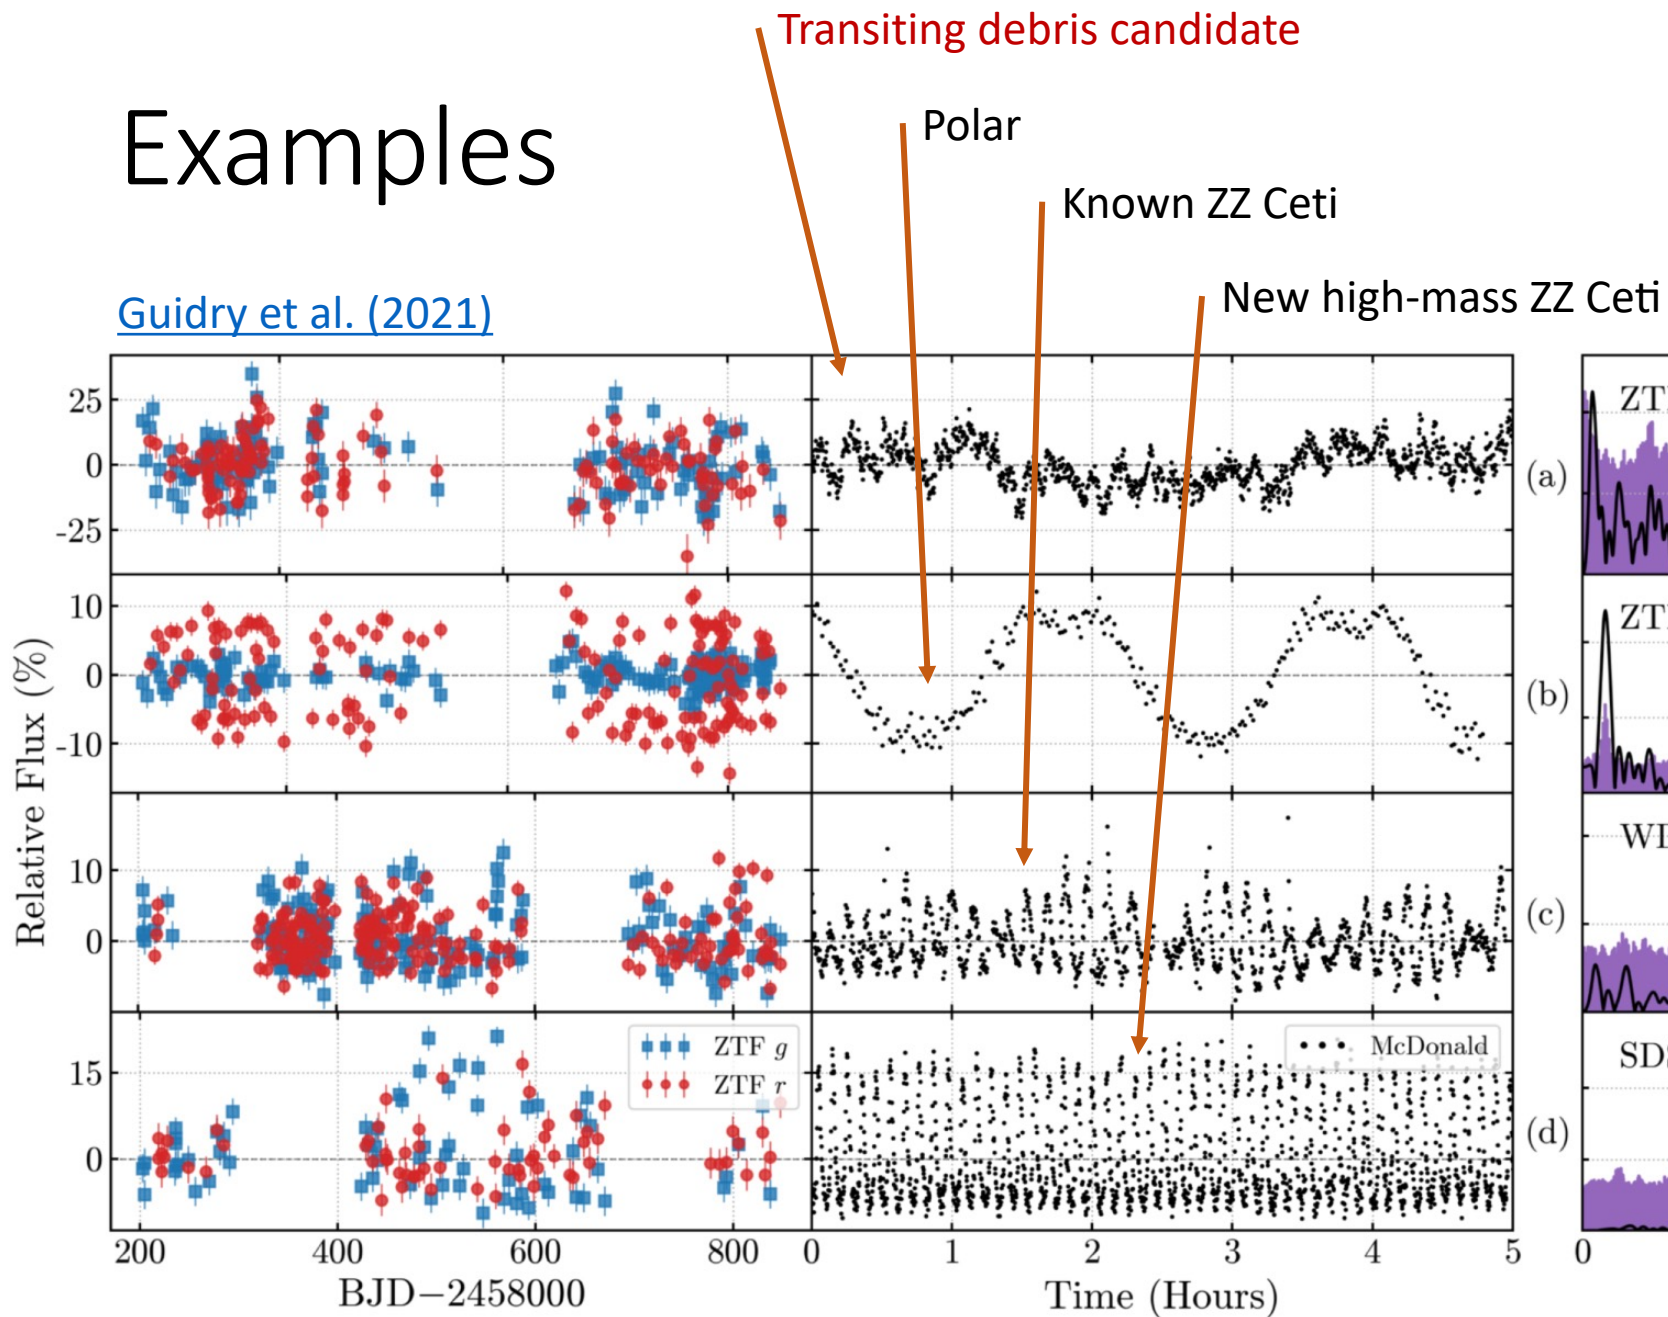 Transiting debris candidate
Examples
Polar
Known ZZ Ceti
Guidry et al. (2021)
New high-mass ZZ Ceti
Relative Flux (%)
25
0
-25
(a)
10
0
-10
(b)
10
0
(c)
15
0
(d)
ZTF g
ZTF r
McDonald
200 400 600 800
BJD−2458000
0 1 2 3 4 5
Time (Hours)
0